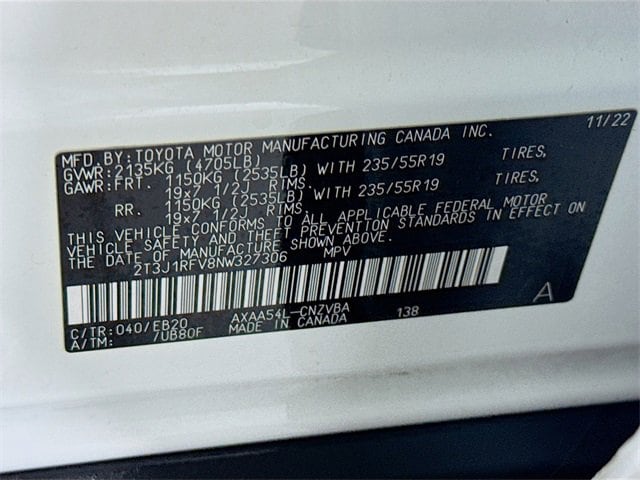 11/22
MFD. BY: TOYOTA MOTOR MANUFACTURING CANADA INC.
GVWR: 2135KG (4705LB)
GAWR: FRT. 1150KG (2535LB) WITH 235/55R19 TIRES,
19x7 1/2J RIMS.
RR. 1150KG (2535LB) WITH 235/55R19 TIRES,
19x7 1/2J RIMS.
THIS VEHICLE CONFORMS TO ALL APPLICABLE FEDERAL MOTOR
VEHICLE SAFETY AND THEFT PREVENTION STANDARDS IN EFFECT ON
THE DATE OF MANUFACTURE SHOWN ABOVE.
2T3J1RFV8NW327306 MPV
C/TR: 040/EB20 AXAA54L-CNZVBA 138 A
A/TM: /UB80F MADE IN CANADA